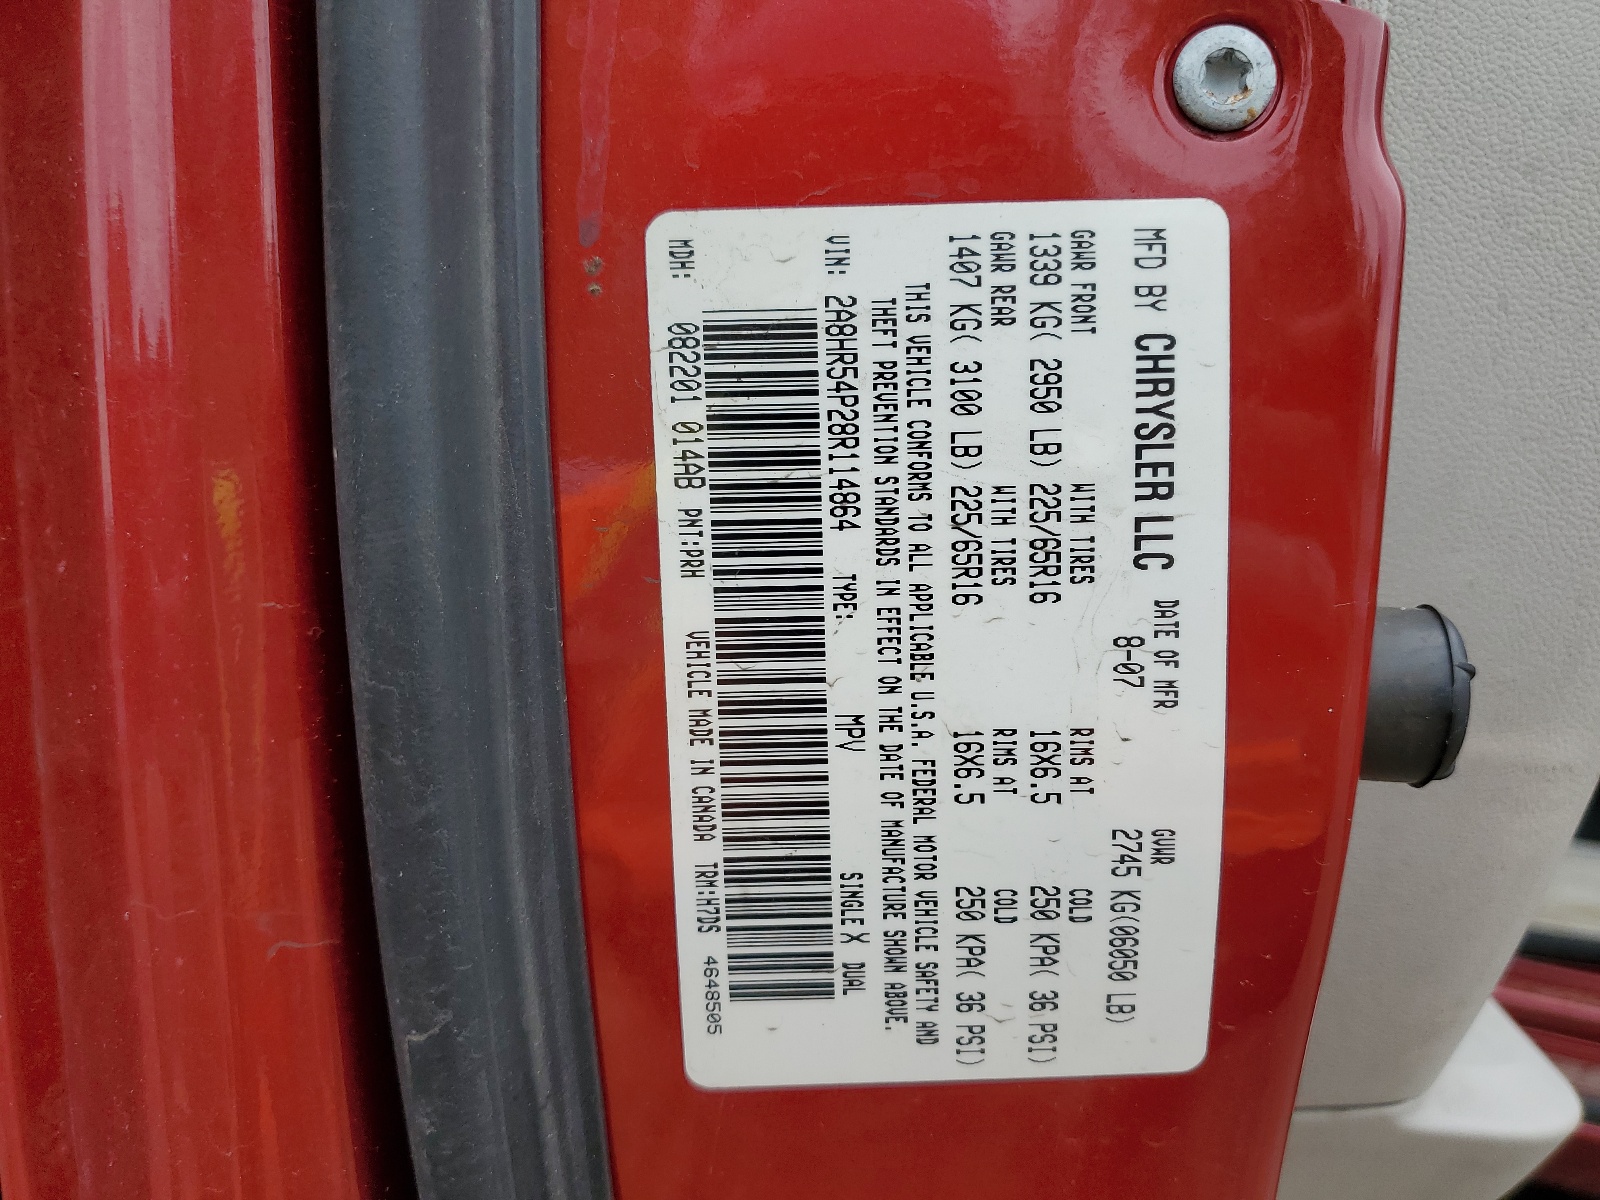 MFD BY CHRYSLER LLC DATE OF MFR GVWR
8-07 2745 KG(06050 LB)
GAWR FRONT WITH TIRES RIMS AT COLD
1339 KG( 2950 LB) 225/65R16 16X6.5 250 KPA( 36 PSI)
GAWR REAR WITH TIRES RIMS AT COLD
1407 KG( 3100 LB) 225/65R16 16X6.5 250 KPA( 36 PSI)
THIS VEHICLE CONFORMS TO ALL APPLICABLE U.S.A. FEDERAL MOTOR VEHICLE SAFETY AND
THEFT PREVENTION STANDARDS IN EFFECT ON THE DATE OF MANUFACTURE SHOWN ABOVE.
VIN: 2A8HR54P28R114864 TYPE: MPV SINGLE X DUAL
MDH: 082201 014AB PNT:PRH VEHICLE MADE IN CANADA TRM:H7DS 4648505